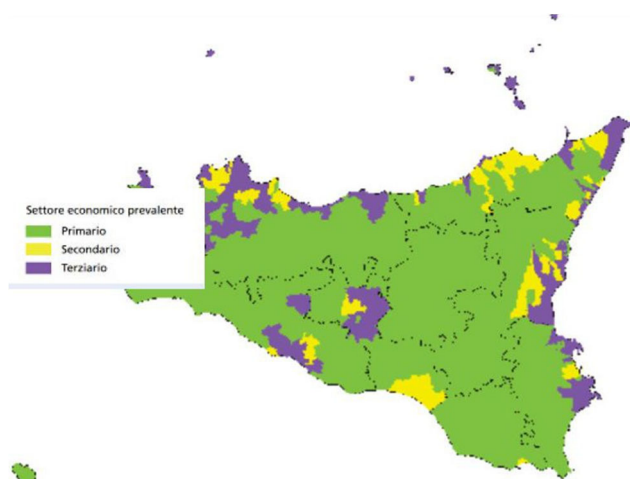 Settore economico prevalente
Primario
Secondario
Terziario